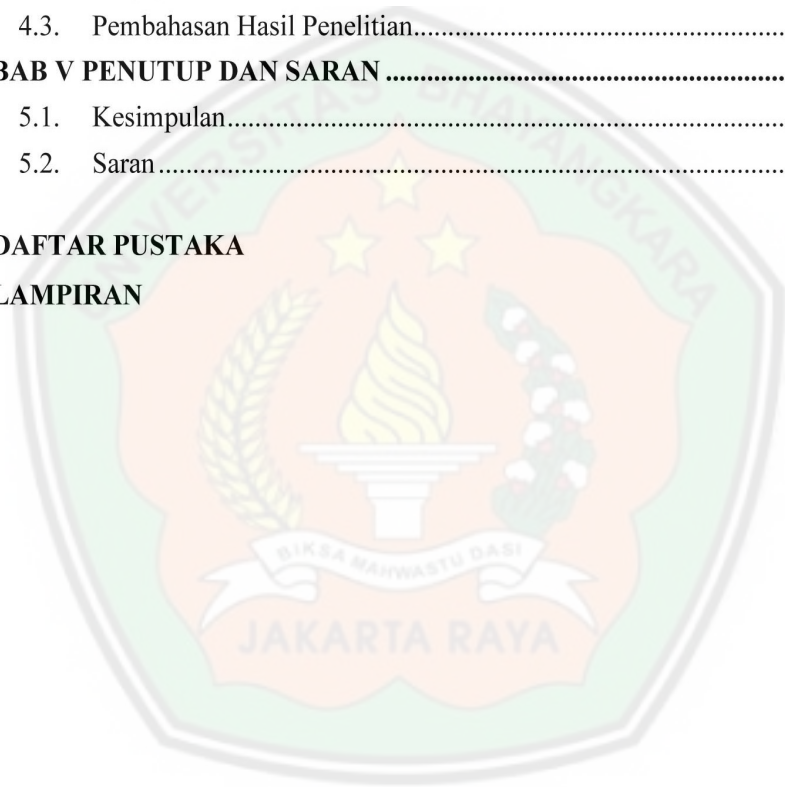 4.3. Pembahasan Hasil Penelitian......................................................
BAB V PENUTUP DAN SARAN ..........................................................
5.1. Kesimpulan................................................................................
5.2. Saran..........................................................................................
DAFTAR PUSTAKA
LAMPIRAN
UNIVERSITAS BHAYANGKARA
BIKSA MAHWASTU DASI
JAKARTA RAYA